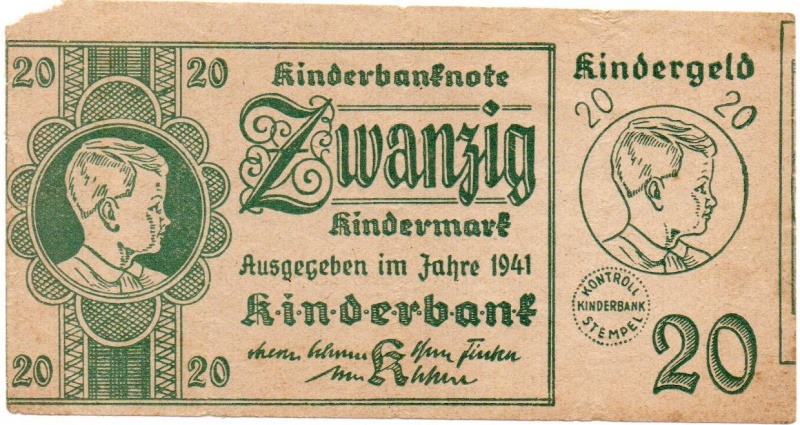 20 20
Kinderbanknote
Zwanzig
Kindermark
Ausgegeben im Jahre 1941
K·i·n·d·e·r·b·a·n·k
K
20 20
Kindergeld
20 20
KONTROLL
KINDERBANK
STEMPEL
20